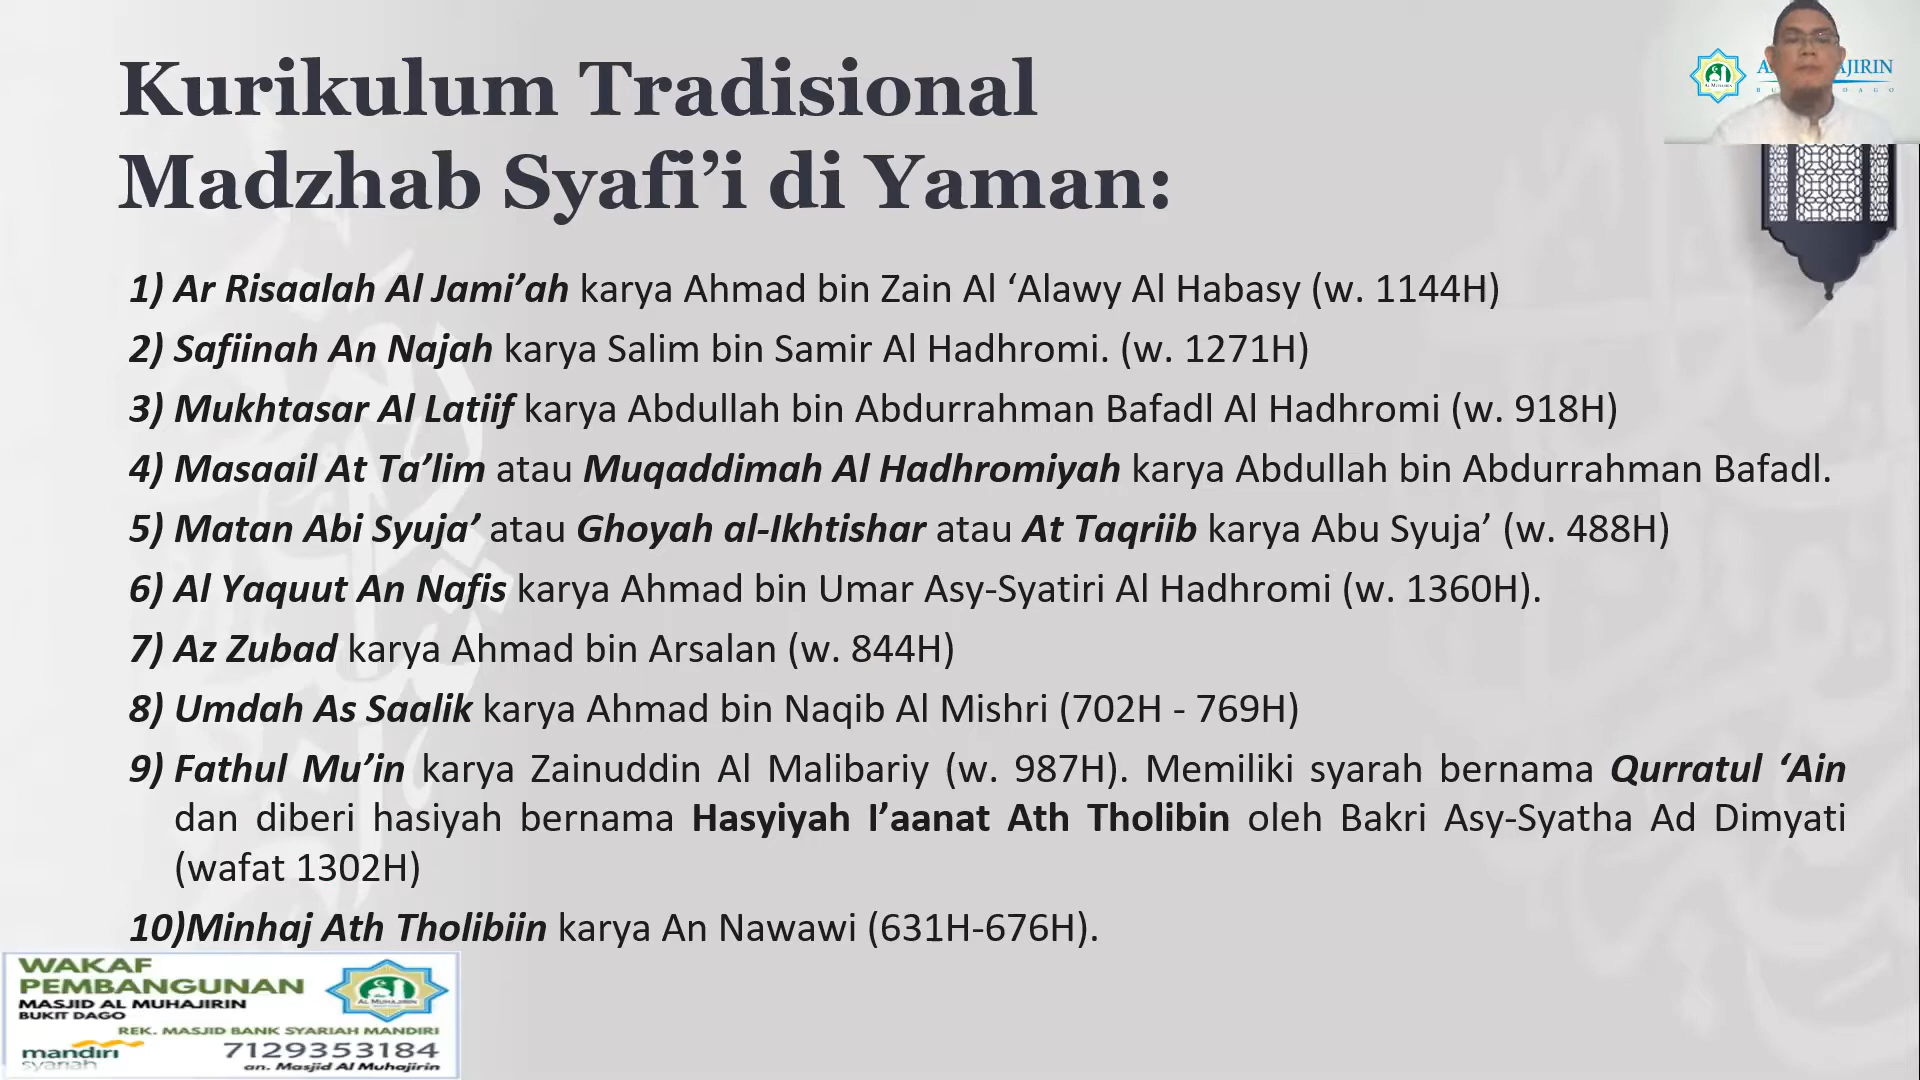 Kurikulum Tradisional
Madzhab Syafi’i di Yaman:
1) Ar Risaalah Al Jami’ah karya Ahmad bin Zain Al ‘Alawy Al Habasy (w. 1144H)
2) Safiinah An Najah karya Salim bin Samir Al Hadhromi. (w. 1271H)
3) Mukhtasar Al Latiif karya Abdullah bin Abdurrahman Bafadl Al Hadhromi (w. 918H)
4) Masaail At Ta’lim atau Muqaddimah Al Hadhromiyah karya Abdullah bin Abdurrahman Bafadl.
5) Matan Abi Syuja’ atau Ghoyah al-Ikhtishar atau At Taqriib karya Abu Syuja’ (w. 488H)
6) Al Yaquut An Nafis karya Ahmad bin Umar Asy-Syatiri Al Hadhromi (w. 1360H).
7) Az Zubad karya Ahmad bin Arsalan (w. 844H)
8) Umdah As Saalik karya Ahmad bin Naqib Al Mishri (702H - 769H)
9) Fathul Mu’in karya Zainuddin Al Malibariy (w. 987H). Memiliki syarah bernama Qurratul ‘Ain
dan diberi hasiyah bernama Hasyiyah I’aanat Ath Tholibin oleh Bakri Asy-Syatha Ad Dimyati
(wafat 1302H)
10)Minhaj Ath Tholibiin karya An Nawawi (631H-676H).
WAKAF
PEMBANGUNAN
MASJID AL MUHAJIRIN
BUKIT DAGO
AL MUHAJIRIN
REK. MASJID BANK SYARIAH MANDIRI
mandiri
syariah
7129353184
an. Masjid Al Muhajirin